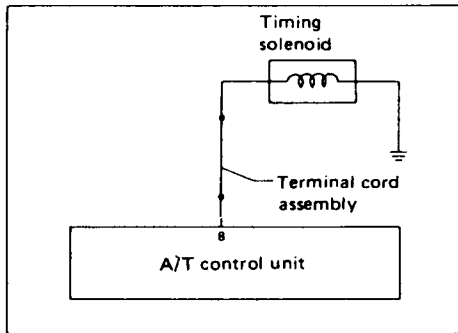 Timing
solenoid
Terminal cord
assembly
8
A/T control unit